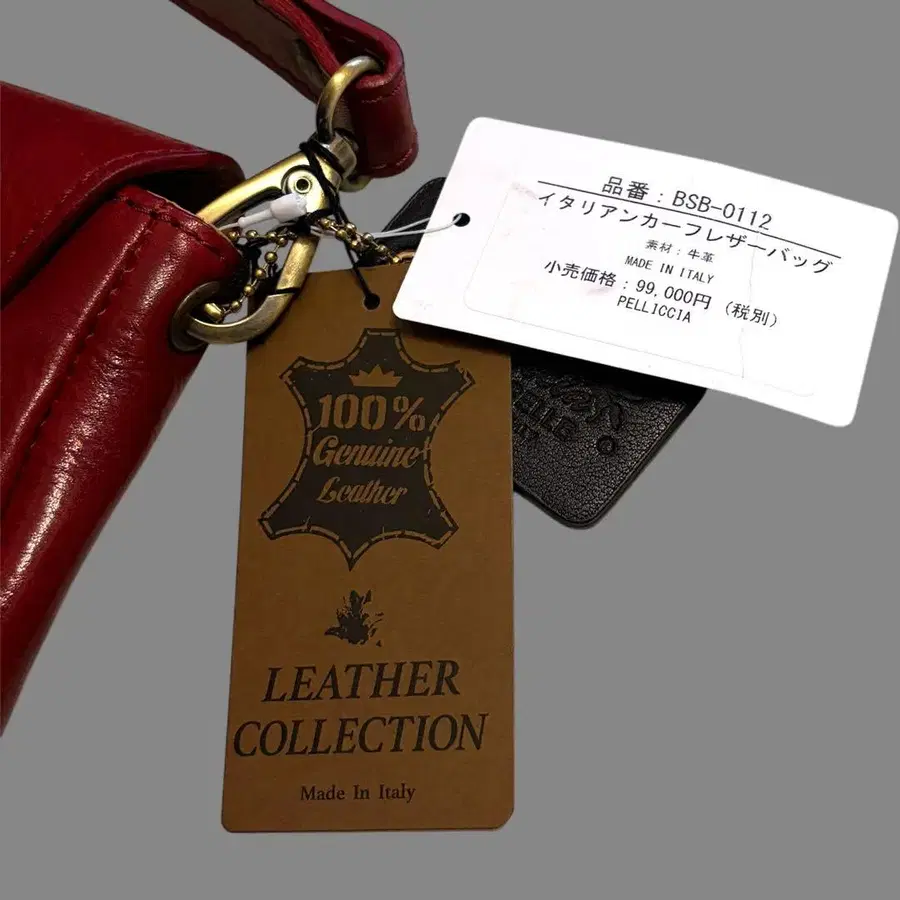 品番：BSB-0112
イタリアンカーフレザーバッグ
素材：牛革
MADE IN ITALY
小売価格：99,000円（税別）
PELLICCIA
100%
Genuine
Leather
LEATHER
COLLECTION
Made In Italy